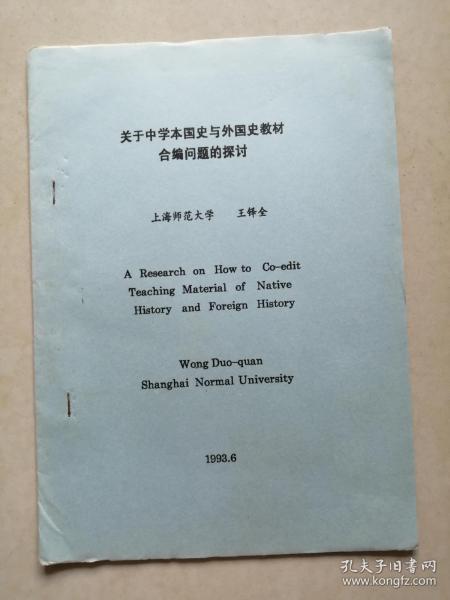 关于中学本国史与外国史教材
合编问题的探讨
上海师范大学 王铎全
A Research on How to Co-edit
Teaching Material of Native
History and Foreign History
Wong Duo-quan
Shanghai Normal University
1993.6
孔夫子旧书网
www.kongfz.com